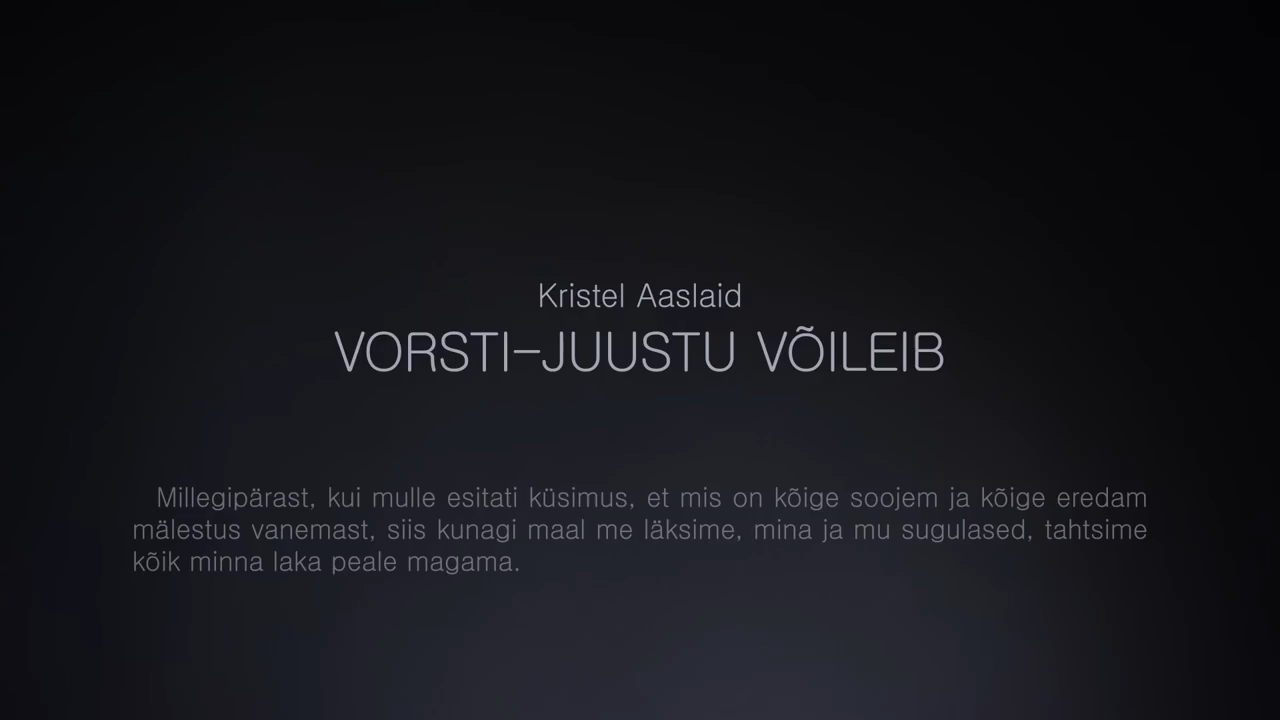 Kristel Aaslaid
VORSTI-JUUSTU VÕILEIB
Millegipärast, kui mulle esitati küsimus, et mis on kõige soojem ja kõige eredam
mälestus vanemast, siis kunagi maal me läksime, mina ja mu sugulased, tahtsime
kõik minna laka peale magama.